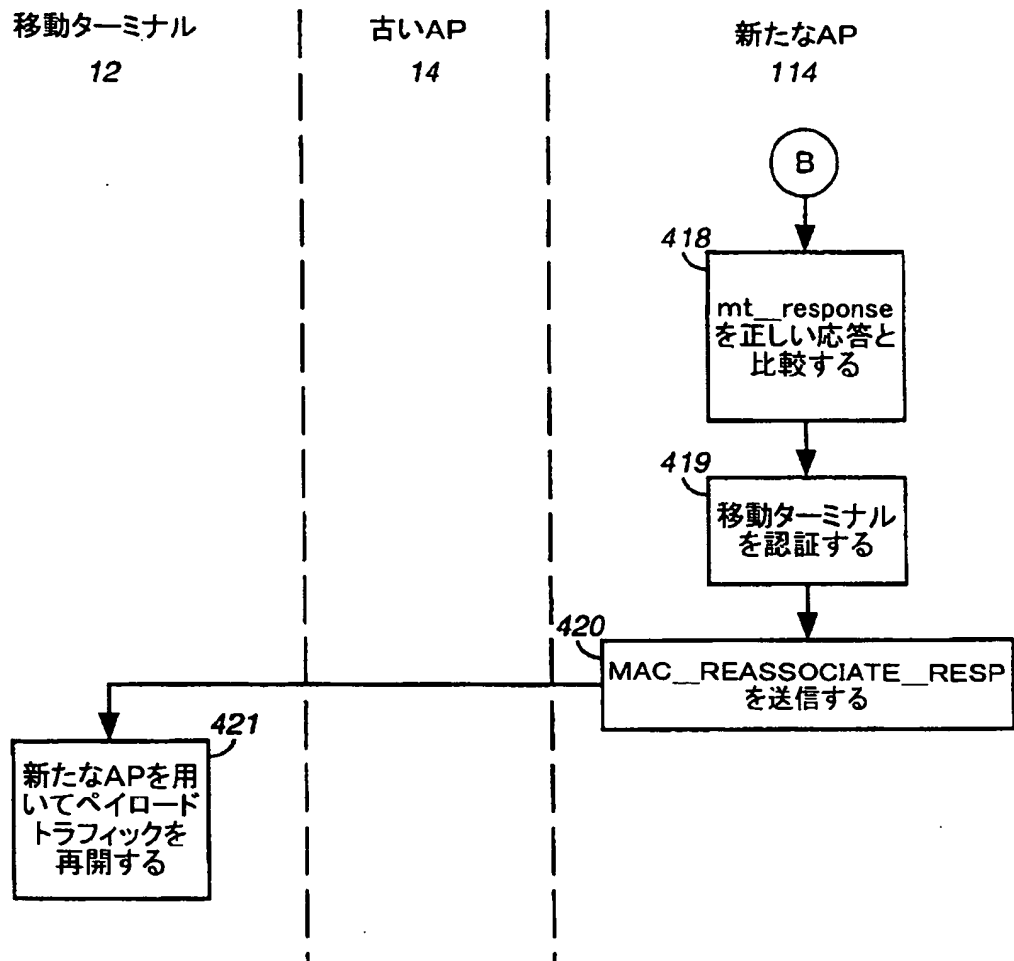 移動ターミナル
12
古いAP
14
新たなAP
114
B
418
mt__response
を正しい応答と
比較する
419
移動ターミナル
を認証する
420
MAC__REASSOCIATE__RESP
を送信する
421
新たなAPを用
いてペイロード
トラフィックを
再開する